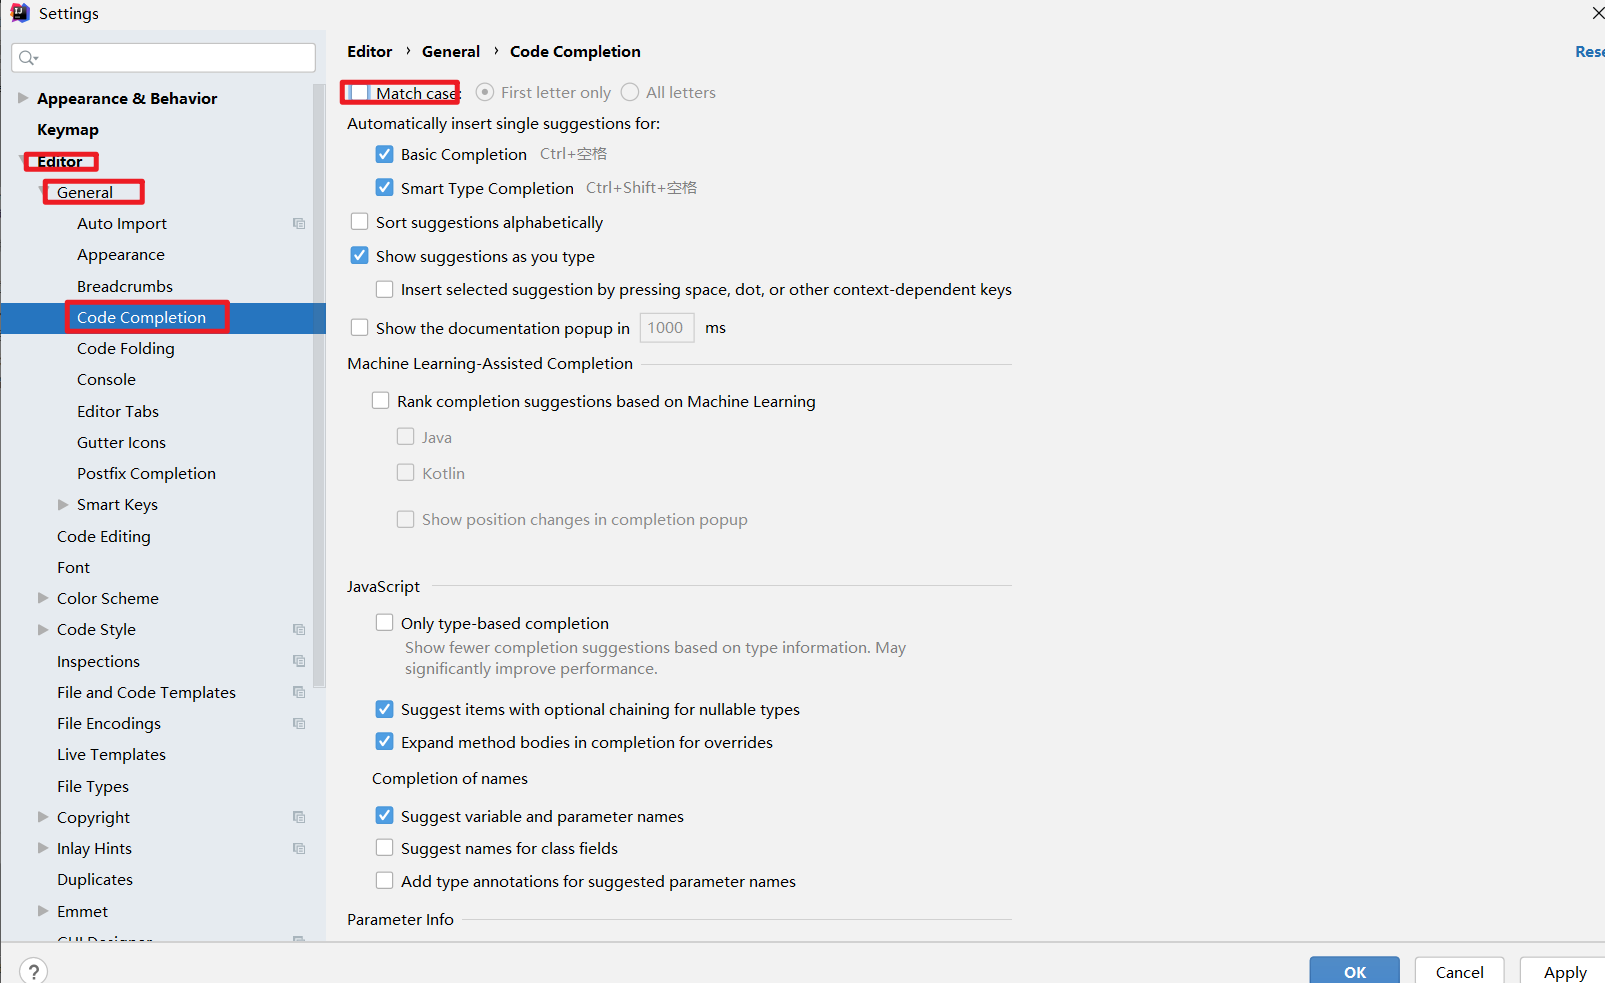 Settings
Appearance & Behavior
Keymap
Editor
General
Auto Import
Appearance
Breadcrumbs
Code Completion
Code Folding
Console
Editor Tabs
Gutter Icons
Postfix Completion
Smart Keys
Code Editing
Font
Color Scheme
Code Style
Inspections
File and Code Templates
File Encodings
Live Templates
File Types
Copyright
Inlay Hints
Duplicates
Emmet
GUI Designer
Editor › General › Code Completion
Rese
Match case: First letter only All letters
Automatically insert single suggestions for:
Basic Completion Ctrl+空格
Smart Type Completion Ctrl+Shift+空格
Sort suggestions alphabetically
Show suggestions as you type
Insert selected suggestion by pressing space, dot, or other context-dependent keys
Show the documentation popup in 1000 ms
Machine Learning-Assisted Completion
Rank completion suggestions based on Machine Learning
Java
Kotlin
Show position changes in completion popup
JavaScript
Only type-based completion
Show fewer completion suggestions based on type information. May
significantly improve performance.
Suggest items with optional chaining for nullable types
Expand method bodies in completion for overrides
Completion of names
Suggest variable and parameter names
Suggest names for class fields
Add type annotations for suggested parameter names
Parameter Info
?
OK Cancel Apply